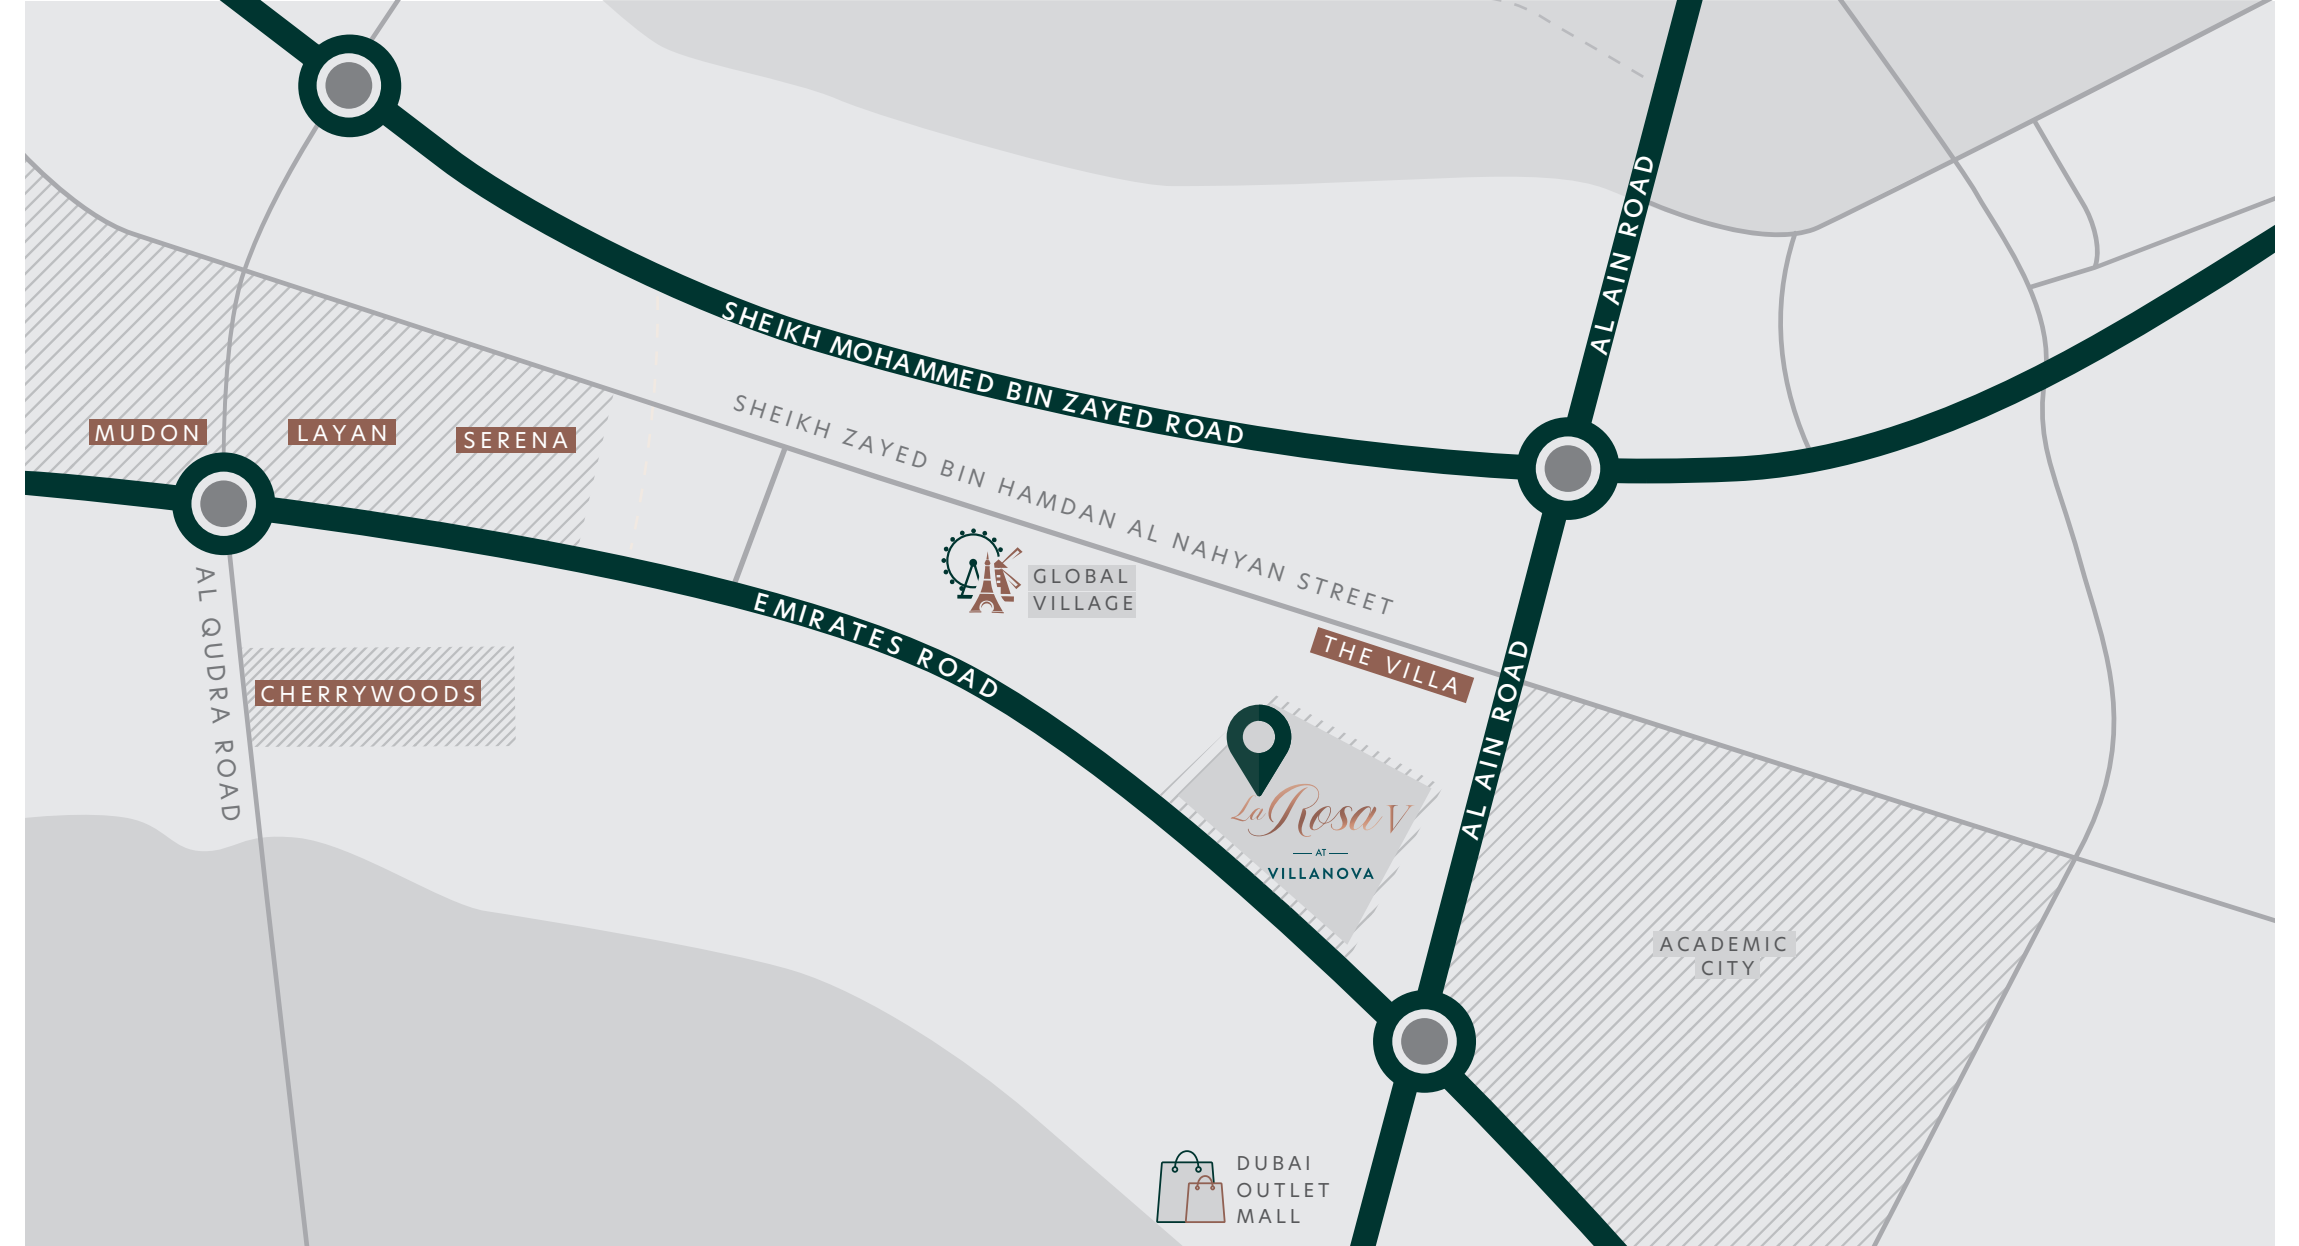 AL AIN ROAD
SHEIKH MOHAMMED BIN ZAYED ROAD
SHEIKH ZAYED BIN HAMDAN AL NAHYAN STREET
MUDON
LAYAN
SERENA
GLOBAL
VILLAGE
EMIRATES ROAD
AL QUDRA ROAD
CHERRYWOODS
THE VILLA
AL AIN ROAD
La Rosa V
AT
VILLANOVA
ACADEMIC
CITY
DUBAI
OUTLET
MALL